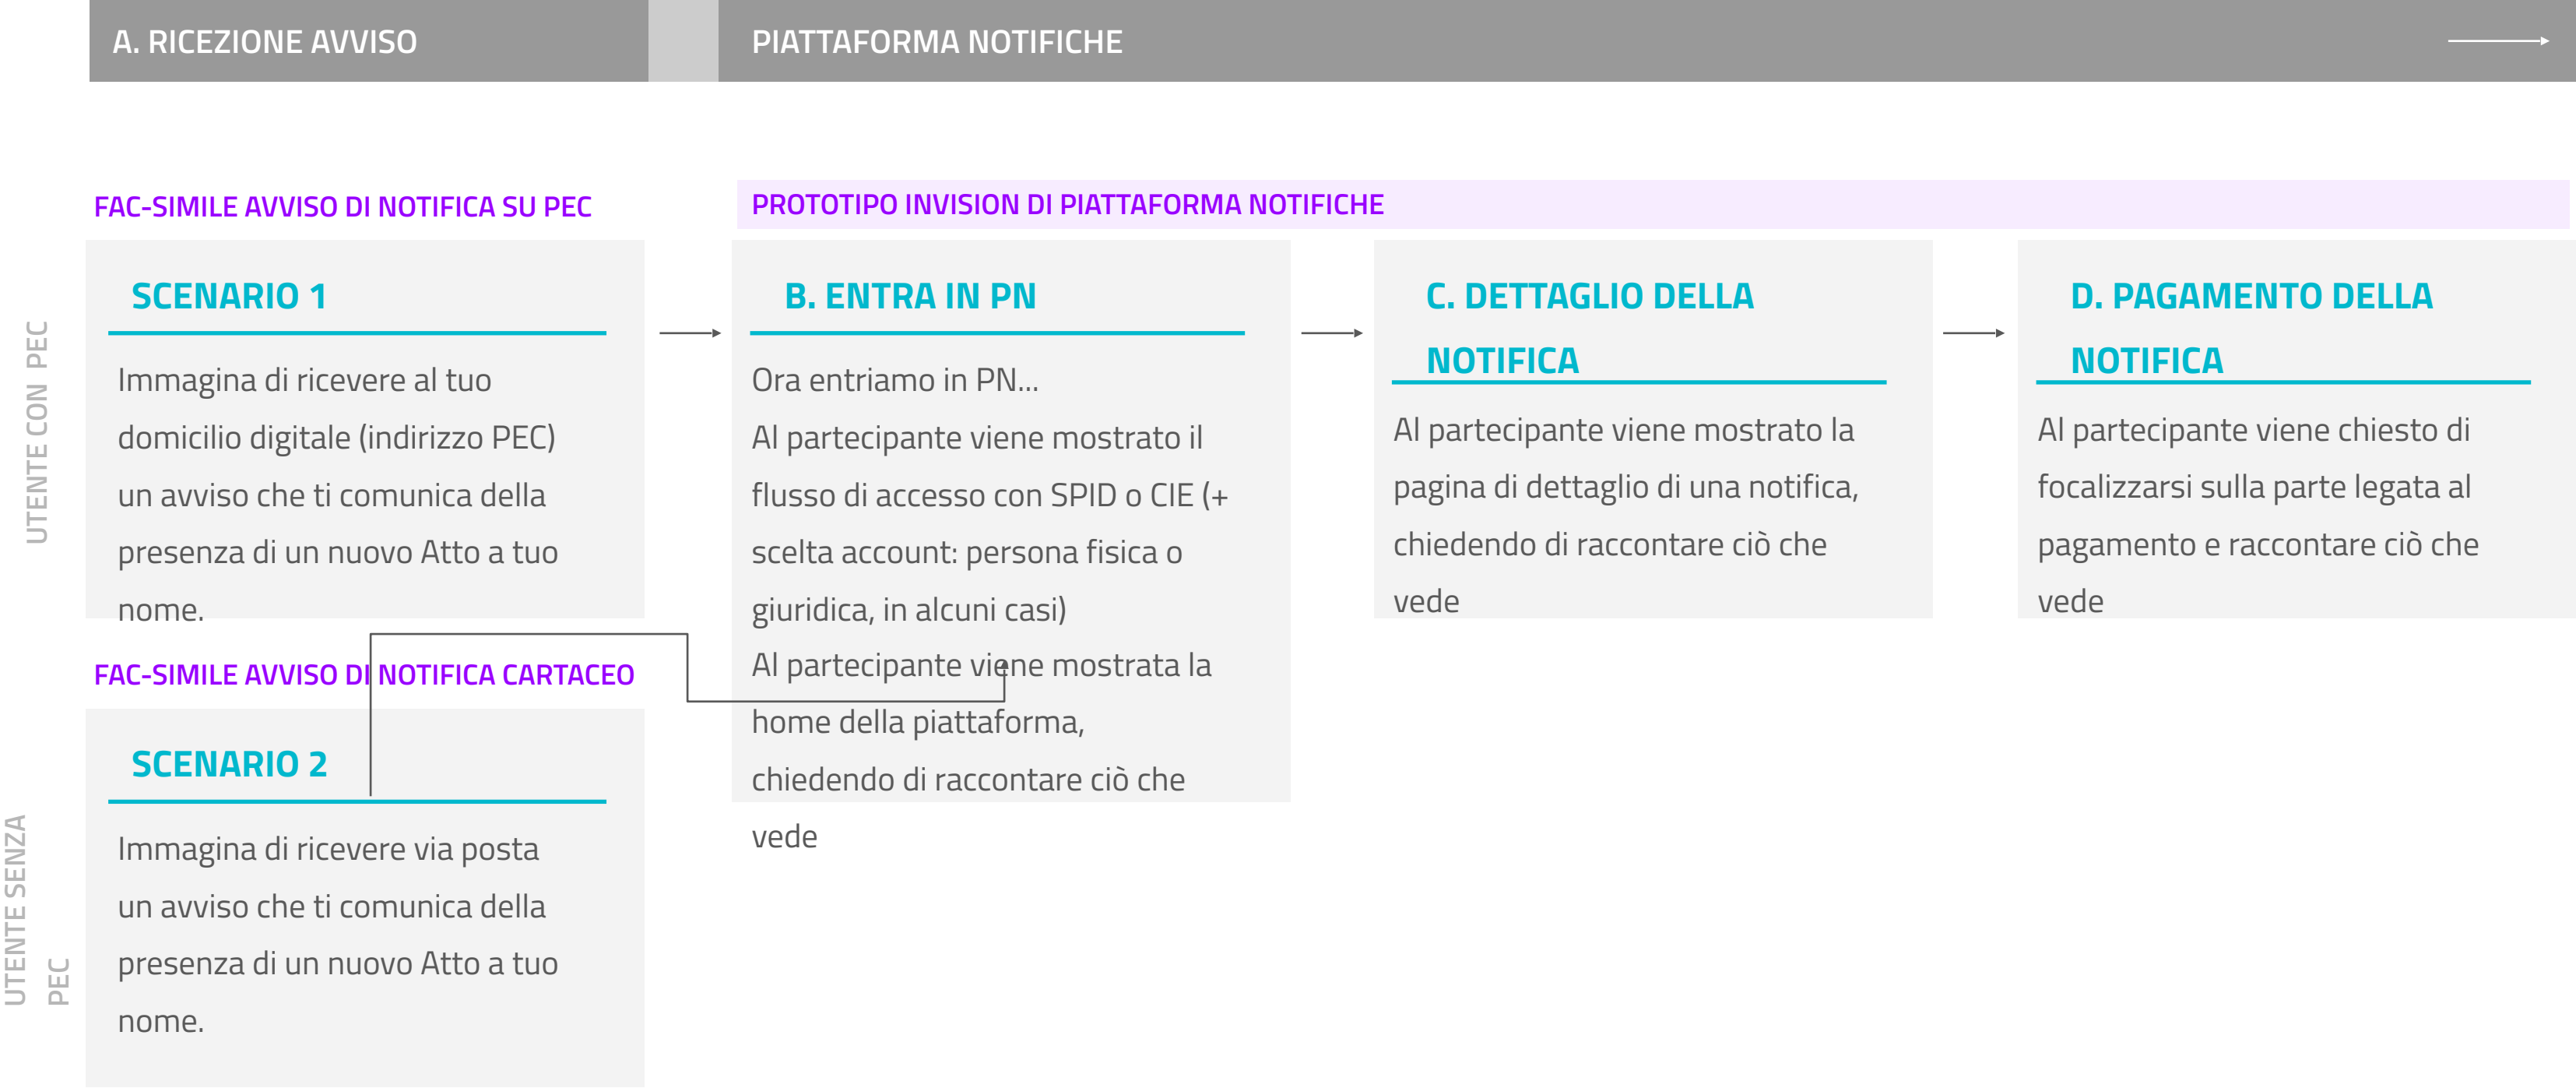 A. RICEZIONE AVVISO
PIATTAFORMA NOTIFICHE
UTENTE CON PEC
FAC-SIMILE AVVISO DI NOTIFICA SU PEC
SCENARIO 1
Immagina di ricevere al tuo
domicilio digitale (indirizzo PEC)
un avviso che ti comunica della
presenza di un nuovo Atto a tuo
nome.
PROTOTIPO INVISION DI PIATTAFORMA NOTIFICHE
B. ENTRA IN PN
Ora entriamo in PN...
Al partecipante viene mostrato il
flusso di accesso con SPID o CIE (+
scelta account: persona fisica o
giuridica, in alcuni casi)
Al partecipante viene mostrata la
home della piattaforma,
chiedendo di raccontare ciò che
vede
C. DETTAGLIO DELLA
NOTIFICA
Al partecipante viene mostrato la
pagina di dettaglio di una notifica,
chiedendo di raccontare ciò che
vede
D. PAGAMENTO DELLA
NOTIFICA
Al partecipante viene chiesto di
focalizzarsi sulla parte legata al
pagamento e raccontare ciò che
vede
UTENTE SENZA
PEC
FAC-SIMILE AVVISO DI NOTIFICA CARTACEO
SCENARIO 2
Immagina di ricevere via posta
un avviso che ti comunica della
presenza di un nuovo Atto a tuo
nome.